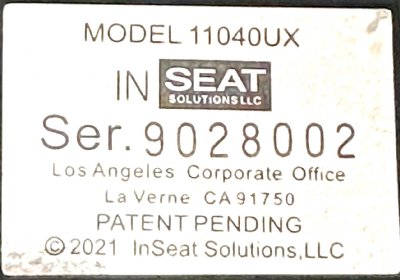 MODEL 11040UX
IN SEAT
SOLUTIONS LLC
Ser. 9028002
Los Angeles Corporate Office
La Verne CA 91750
PATENT PENDING
© 2021 InSeat Solutions, LLC